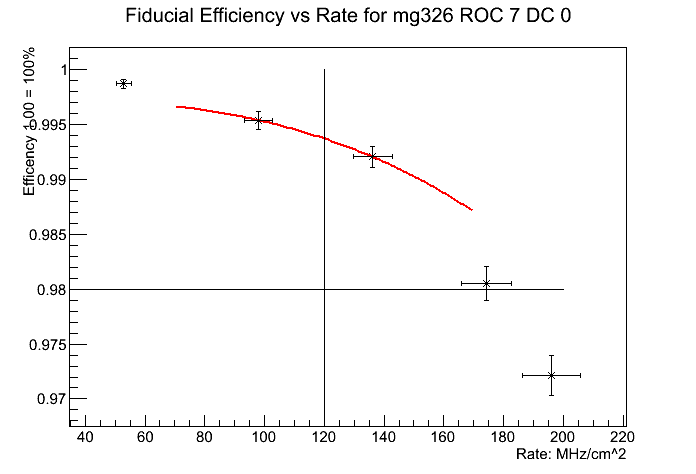 Fiducial Efficiency vs Rate for mg326 ROC 7 DC 0
Efficency 1.00 = 100%
1
0.995
0.99
0.985
0.98
0.975
0.97
40 60 80 100 120 140 160 180 200 220
Rate: MHz/cm^2